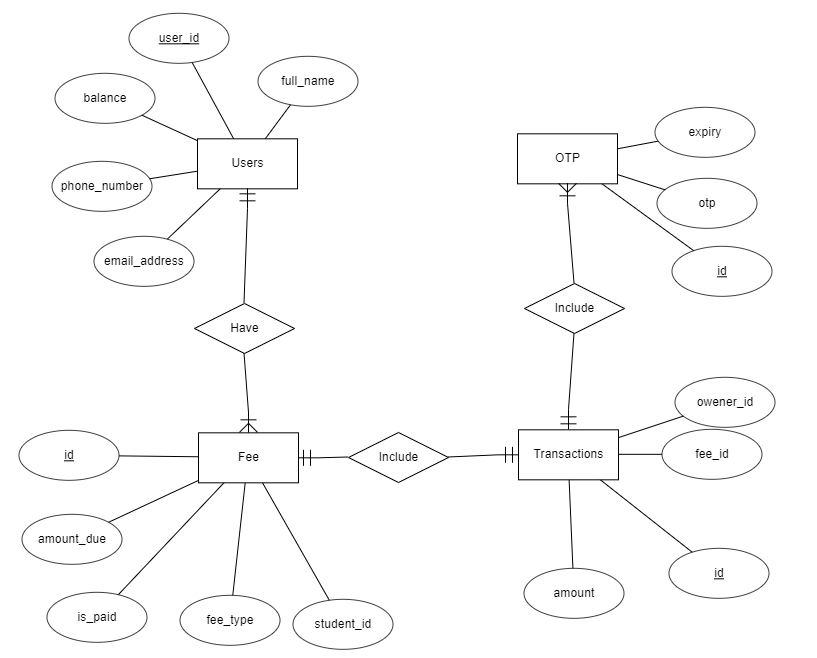 user_id
full_name
balance
phone_number
email_address
Users
OTP
expiry
otp
id
Have
Include
Fee
Include
Transactions
owener_id
fee_id
id
amount
id
amount_due
is_paid
fee_type
student_id